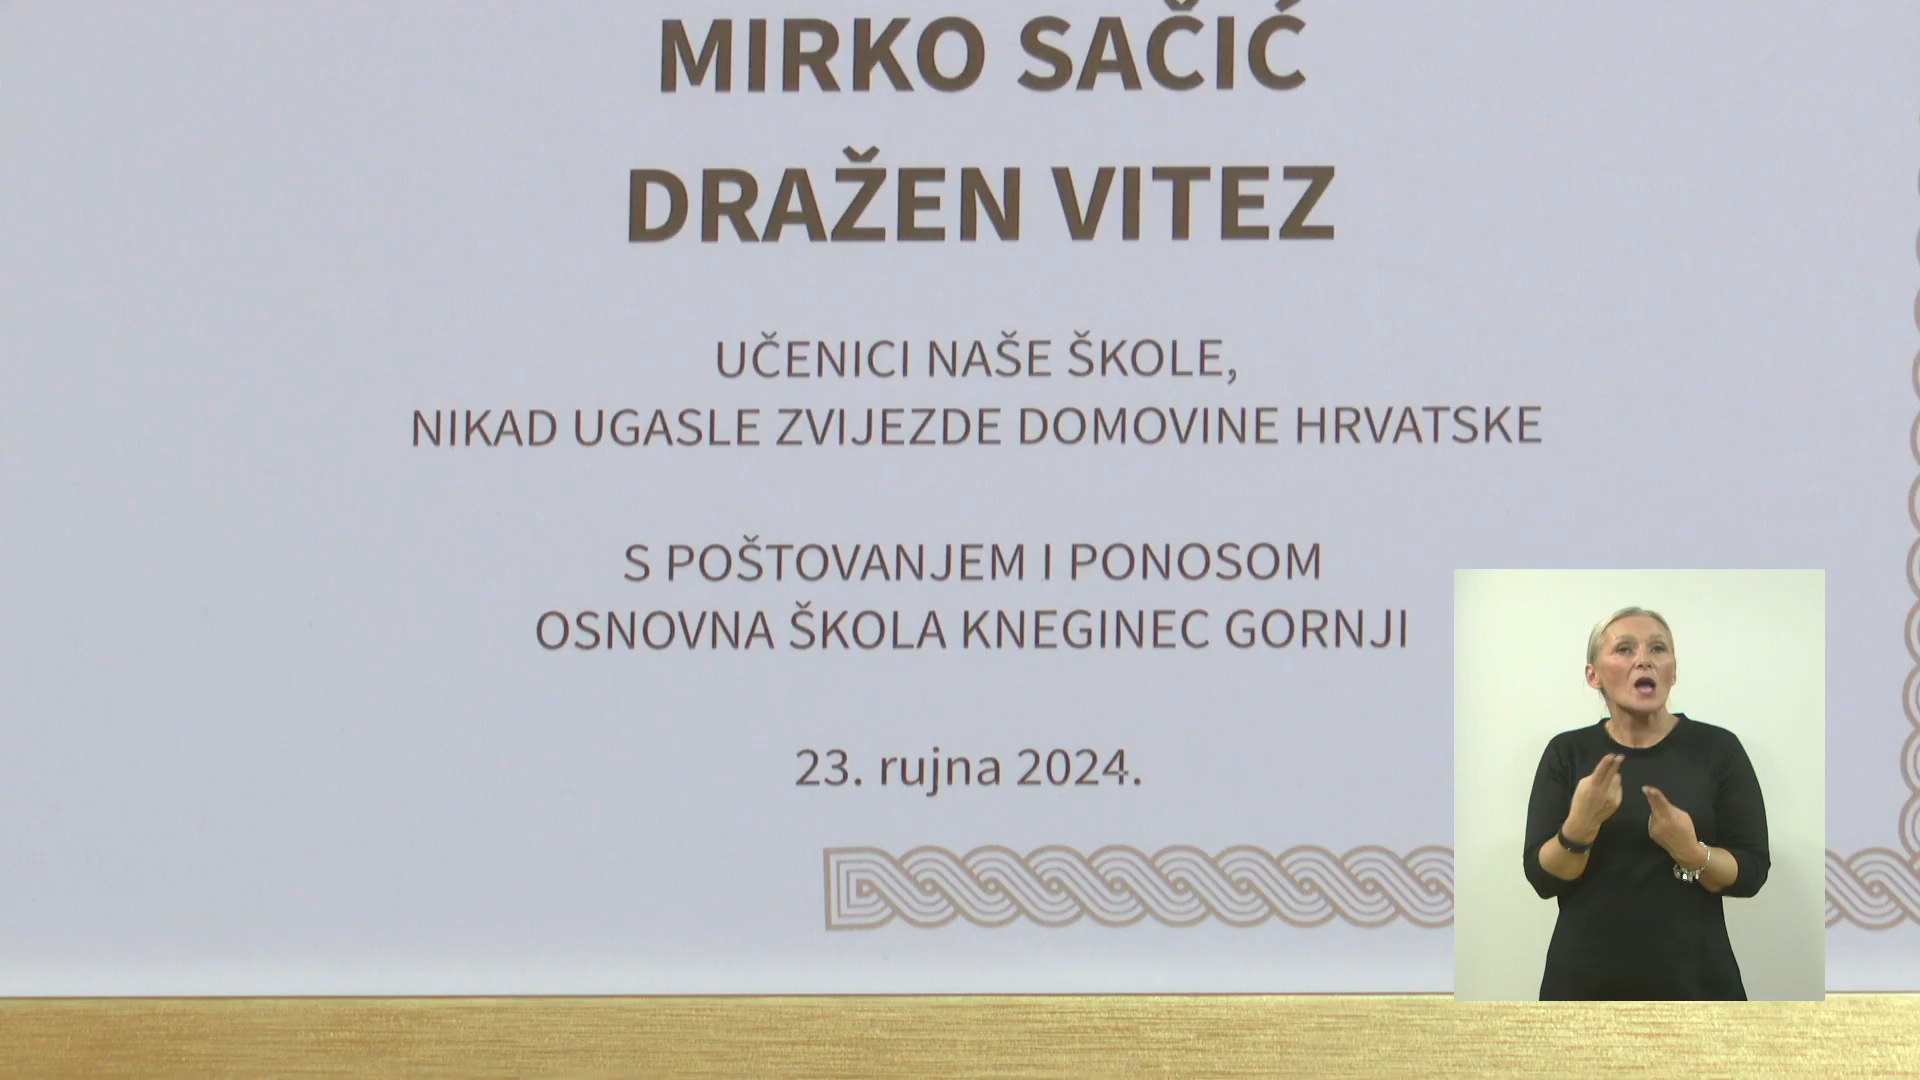 MIRKO SAČIĆ
DRAŽEN VITEZ
UČENICI NAŠE ŠKOLE,
NIKAD UGASLE ZVIJEZDE DOMOVINE HRVATSKE
S POŠTOVANJEM I PONOSOM
OSNOVNA ŠKOLA KNEGINEC GORNJI
23. rujna 2024.